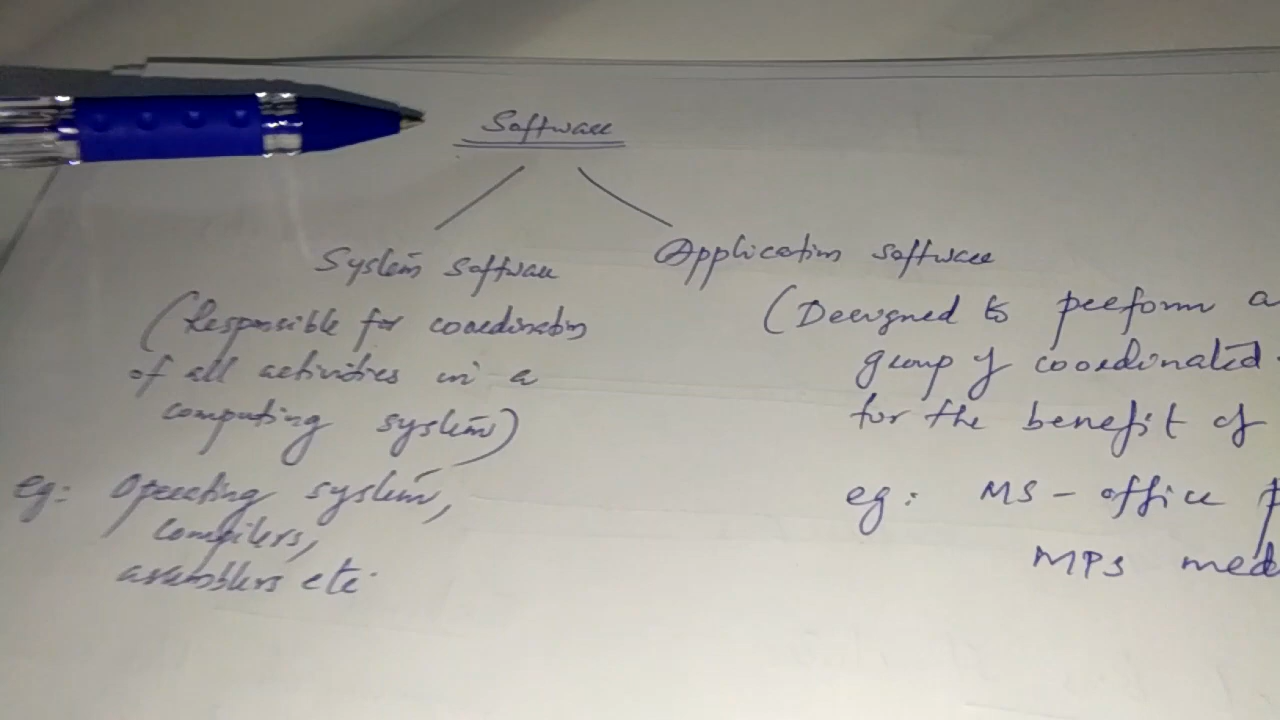 Software
System software
(Responsible for coordination
of all activities in a
computing system)
eg: Operating system,
compilers,
assemblers etc.
Application software
(Designed to perform a
group of coordinated
for the benefit of
eg: MS-office
MPS med